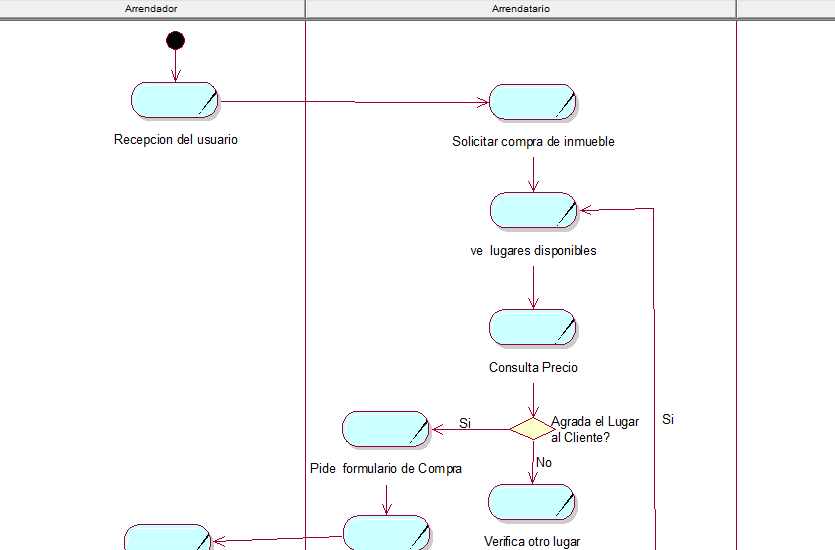 Arrendador
Arrendatario
Recepcion del usuario
Solicitar compra de inmueble
ve lugares disponibles
Consulta Precio
Agrada el Lugar
al Cliente?
Si
Si
No
Pide formulario de Compra
Verifica otro lugar